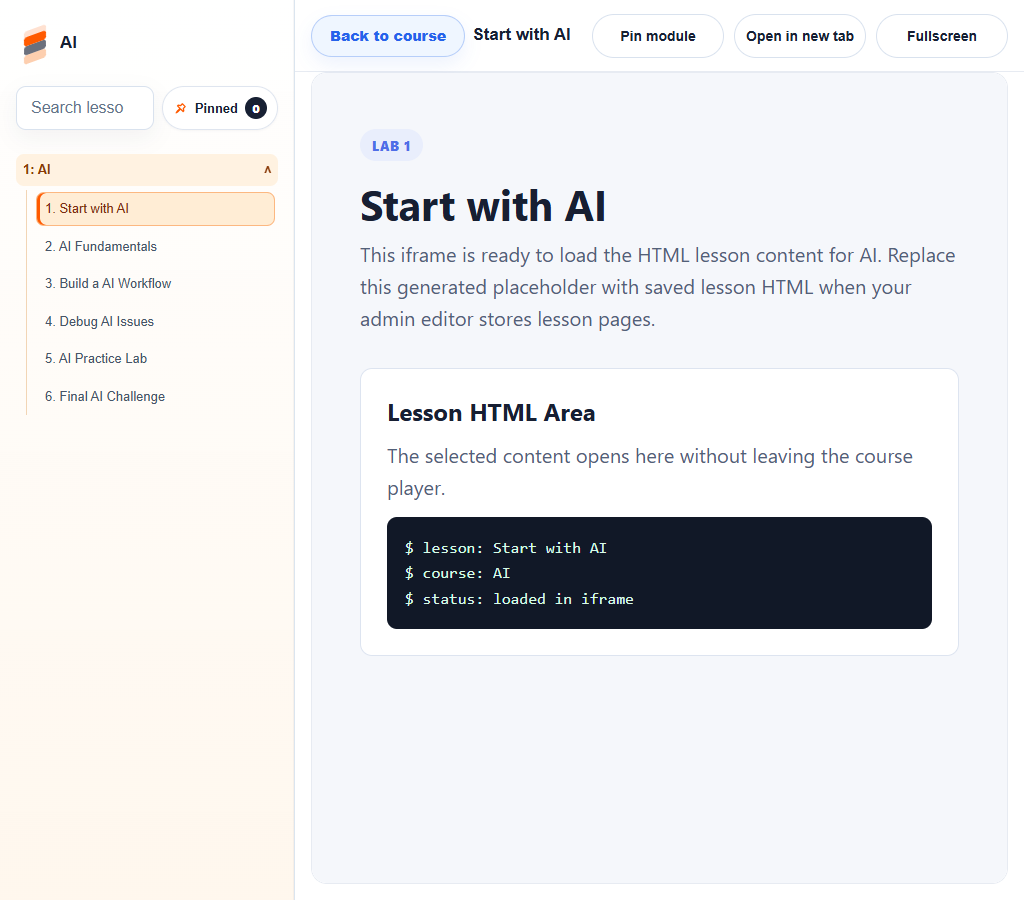 AI
Search lesso
Pinned 0
1: AI
1. Start with AI
2. AI Fundamentals
3. Build a AI Workflow
4. Debug AI Issues
5. AI Practice Lab
6. Final AI Challenge
Back to course
Start with AI
Pin module
Open in new tab
Fullscreen
LAB 1
Start with AI
This iframe is ready to load the HTML lesson content for AI. Replace
this generated placeholder with saved lesson HTML when your
admin editor stores lesson pages.
Lesson HTML Area
The selected content opens here without leaving the course
player.
$ lesson: Start with AI
$ course: AI
$ status: loaded in iframe